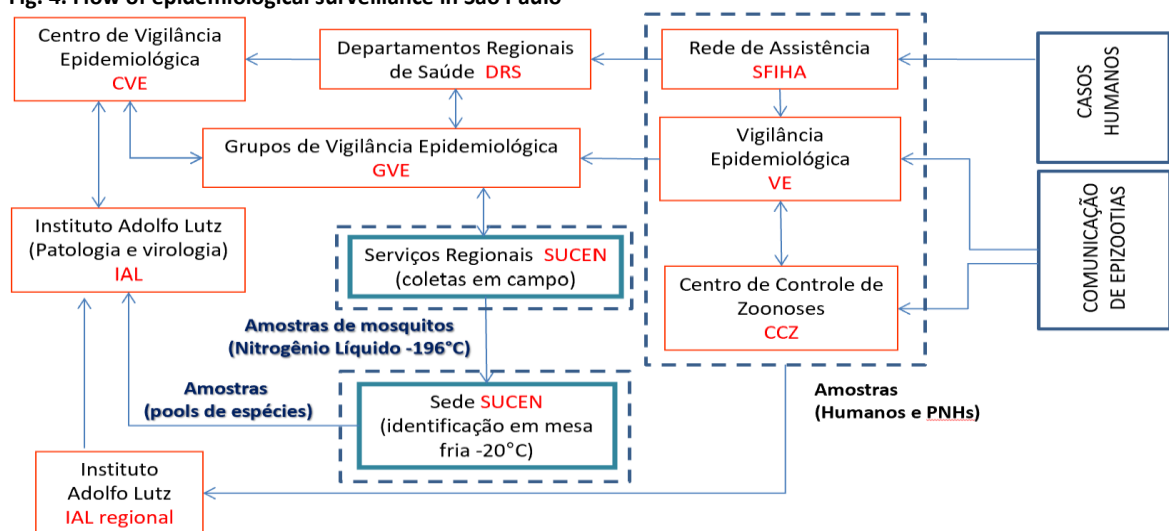 Fig. 4. Flow of epidemiological surveillance in São Paulo
Centro de Vigilância
Epidemiológica
CVE
Departamentos Regionais
de Saúde DRS
Rede de Assistência
SFIHA
CASOS
HUMANOS
Grupos de Vigilância Epidemiológica
GVE
Vigilância
Epidemiológica
VE
COMUNICAÇÃO
DE EPIZOOTIAS
Instituto Adolfo Lutz
(Patologia e virologia)
IAL
Serviços Regionais SUCEN
(coletas em campo)
Centro de Controle de
Zoonoses
CCZ
Amostras de mosquitos
(Nitrogênio Líquido -196°C)
Amostras
(pools de espécies)
Sede SUCEN
(identificação em mesa
fria -20°C)
Amostras
(Humanos e PNHs)
Instituto
Adolfo Lutz
IAL regional